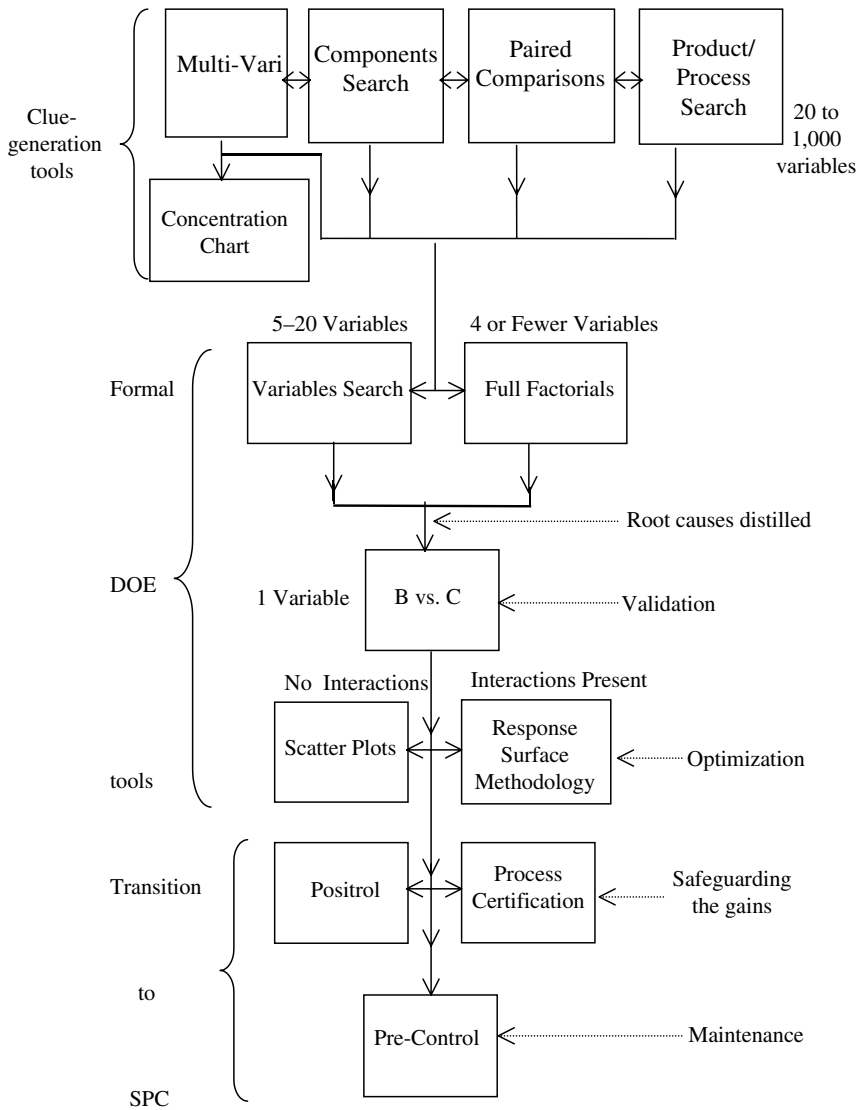 Multi-Vari
Components
Search
Paired
Comparisons
Product/
Process
Search
Clue-
generation
tools
20 to
1,000
variables
Concentration
Chart
5–20 Variables
4 or Fewer Variables
Formal
Variables Search
Full Factorials
Root causes distilled
DOE
1 Variable
B vs. C
Validation
No Interactions
Interactions Present
Scatter Plots
Response
Surface
Methodology
Optimization
tools
Transition
Positrol
Process
Certification
Safeguarding
the gains
to
Pre-Control
Maintenance
SPC